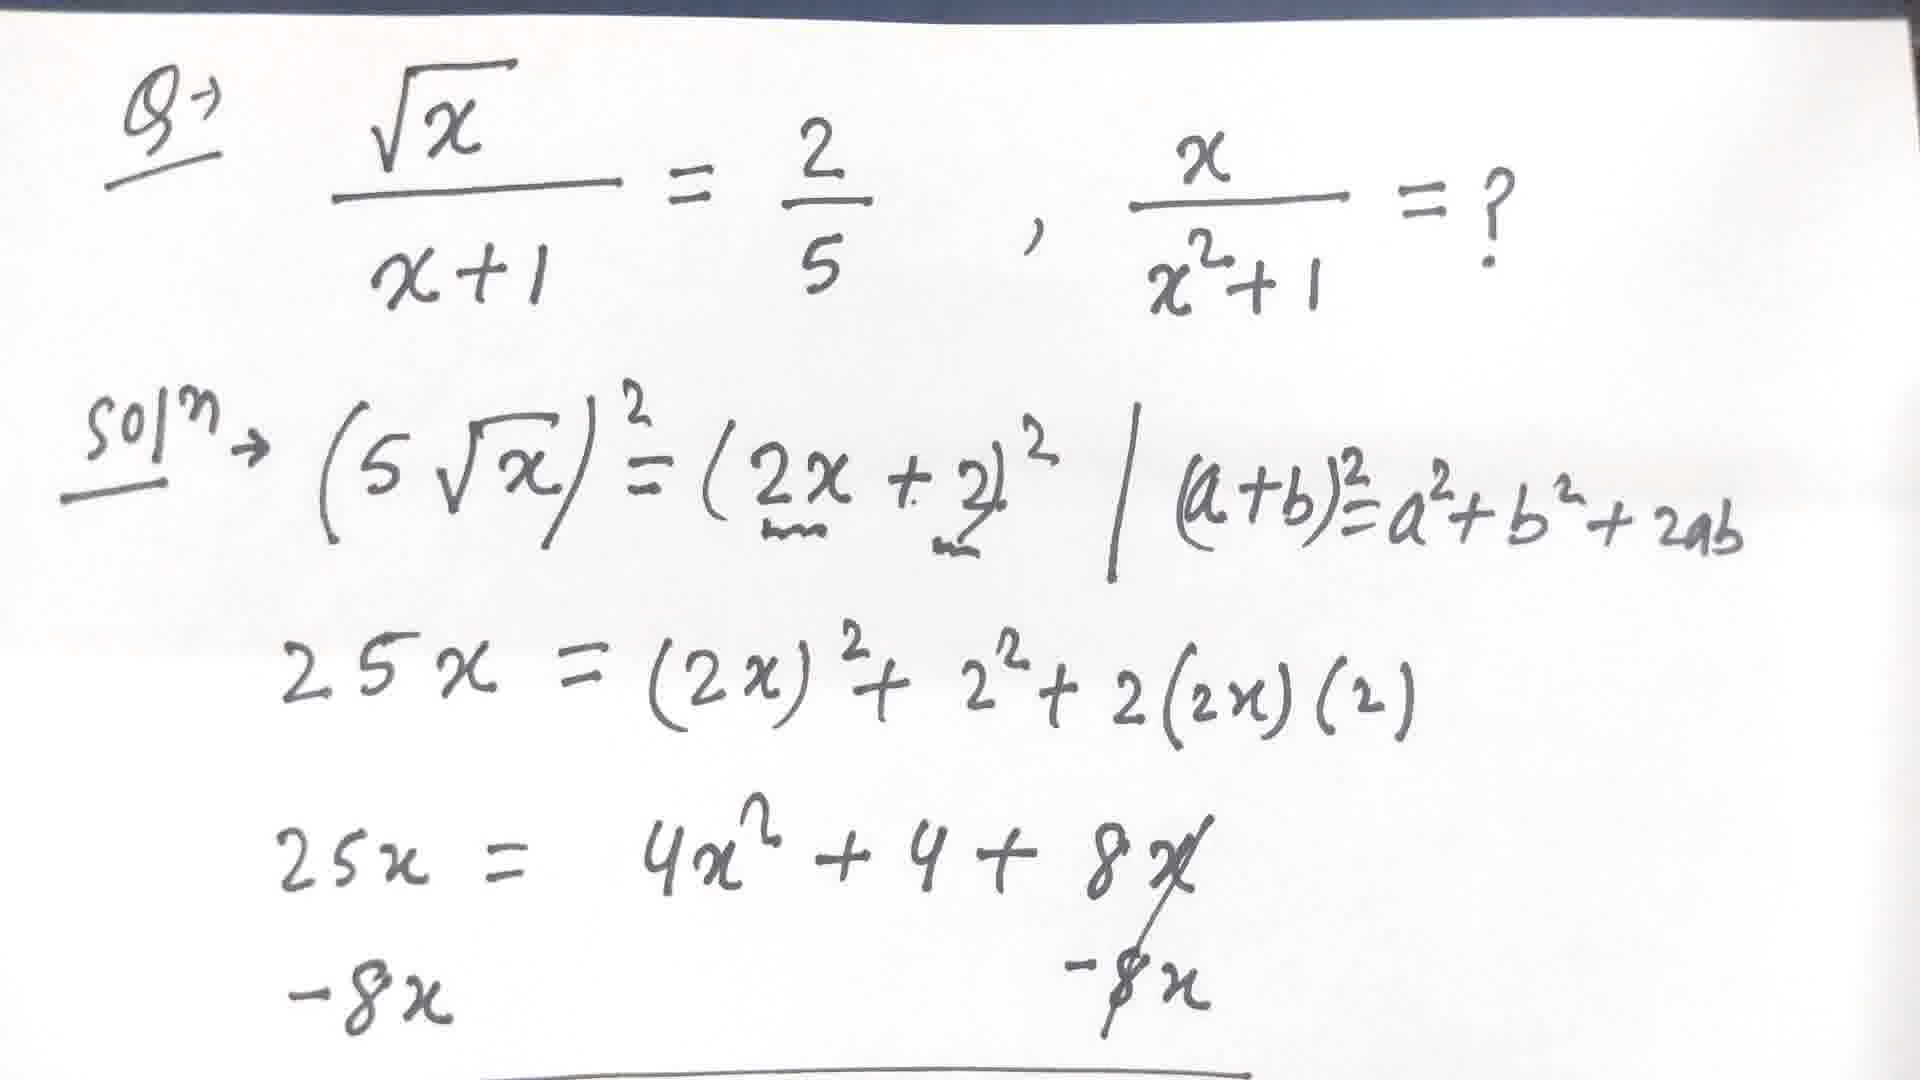 Q→ √x / x+1 = 2/5 , x / x²+1 = ?
Solⁿ→ (5√x)² = (2x+2)² | (a+b)² = a²+b²+2ab
25x = (2x)² + 2² + 2(2x)(2)
25x = 4x² + 4 + 8x
-8x -8x